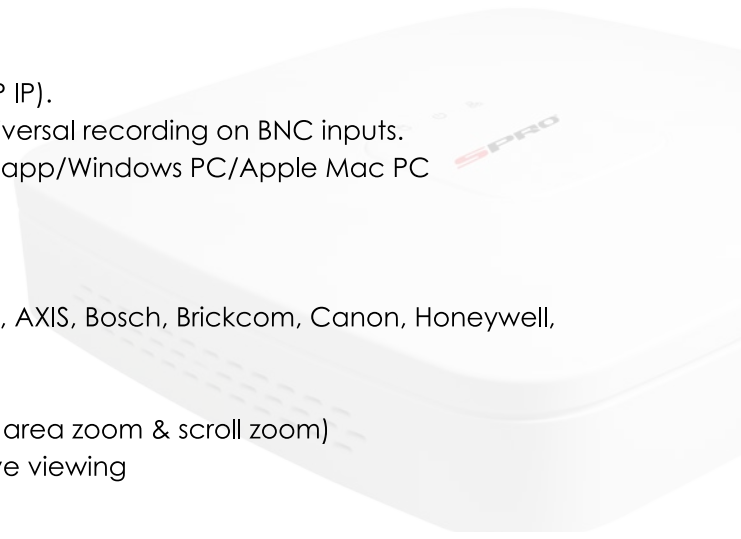 IP).
versal recording on BNC inputs.
app/Windows PC/Apple Mac PC
SPRO
, AXIS, Bosch, Brickcom, Canon, Honeywell,
area zoom & scroll zoom)
ve viewing